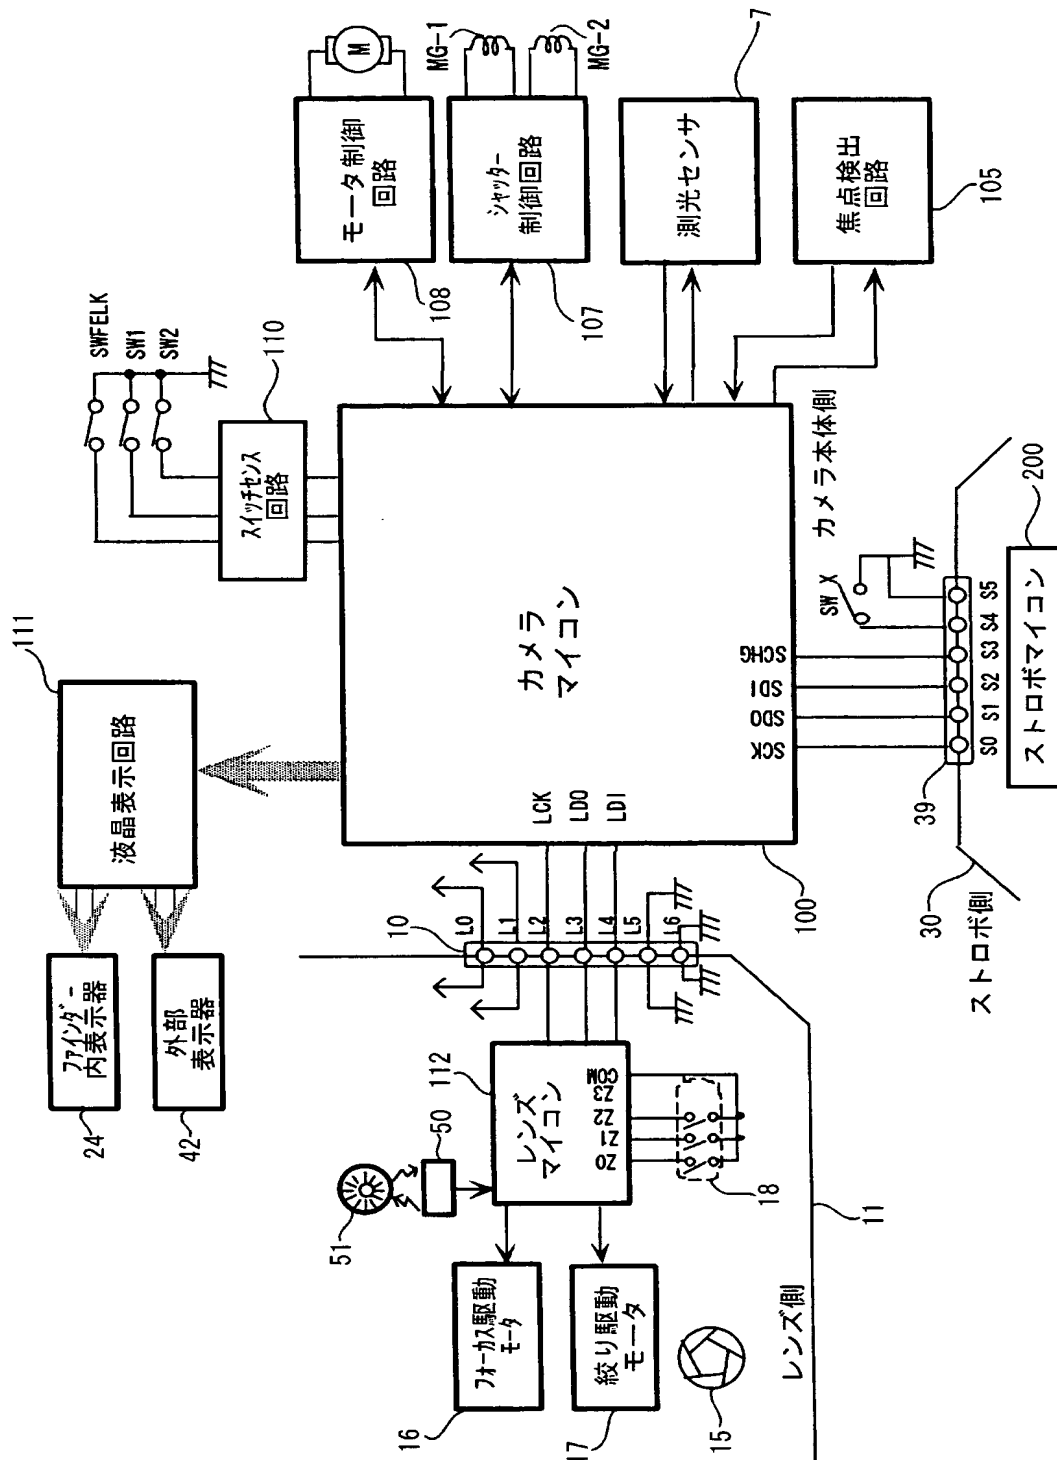 ファインダー
内表示器
24
外部
表示器
42
液晶表示回路
111
SWFELK
SW1
SW2
スイッチセンス
回路
110
M
モータ制御
回路
108
MG-1
MG-2
シャッター
制御回路
107
測光センサ
7
焦点検出
回路
105
カメラ
マイコン
100
LCK
LDO
LDI
SCK
SDO
SDI
SCHG
カメラ本体側
SW X
10
L0
L1
L2
L3
L4
L5
L6
51
50
112
レンズ
マイコン
Z0
Z1
Z2
Z3
COM
18
フォーカス駆動
モータ
16
絞り駆動
モータ
17
15
レンズ側
11
39
S0
S1
S2
S3
S4
S5
30
ストロボ側
ストロボマイコン
200